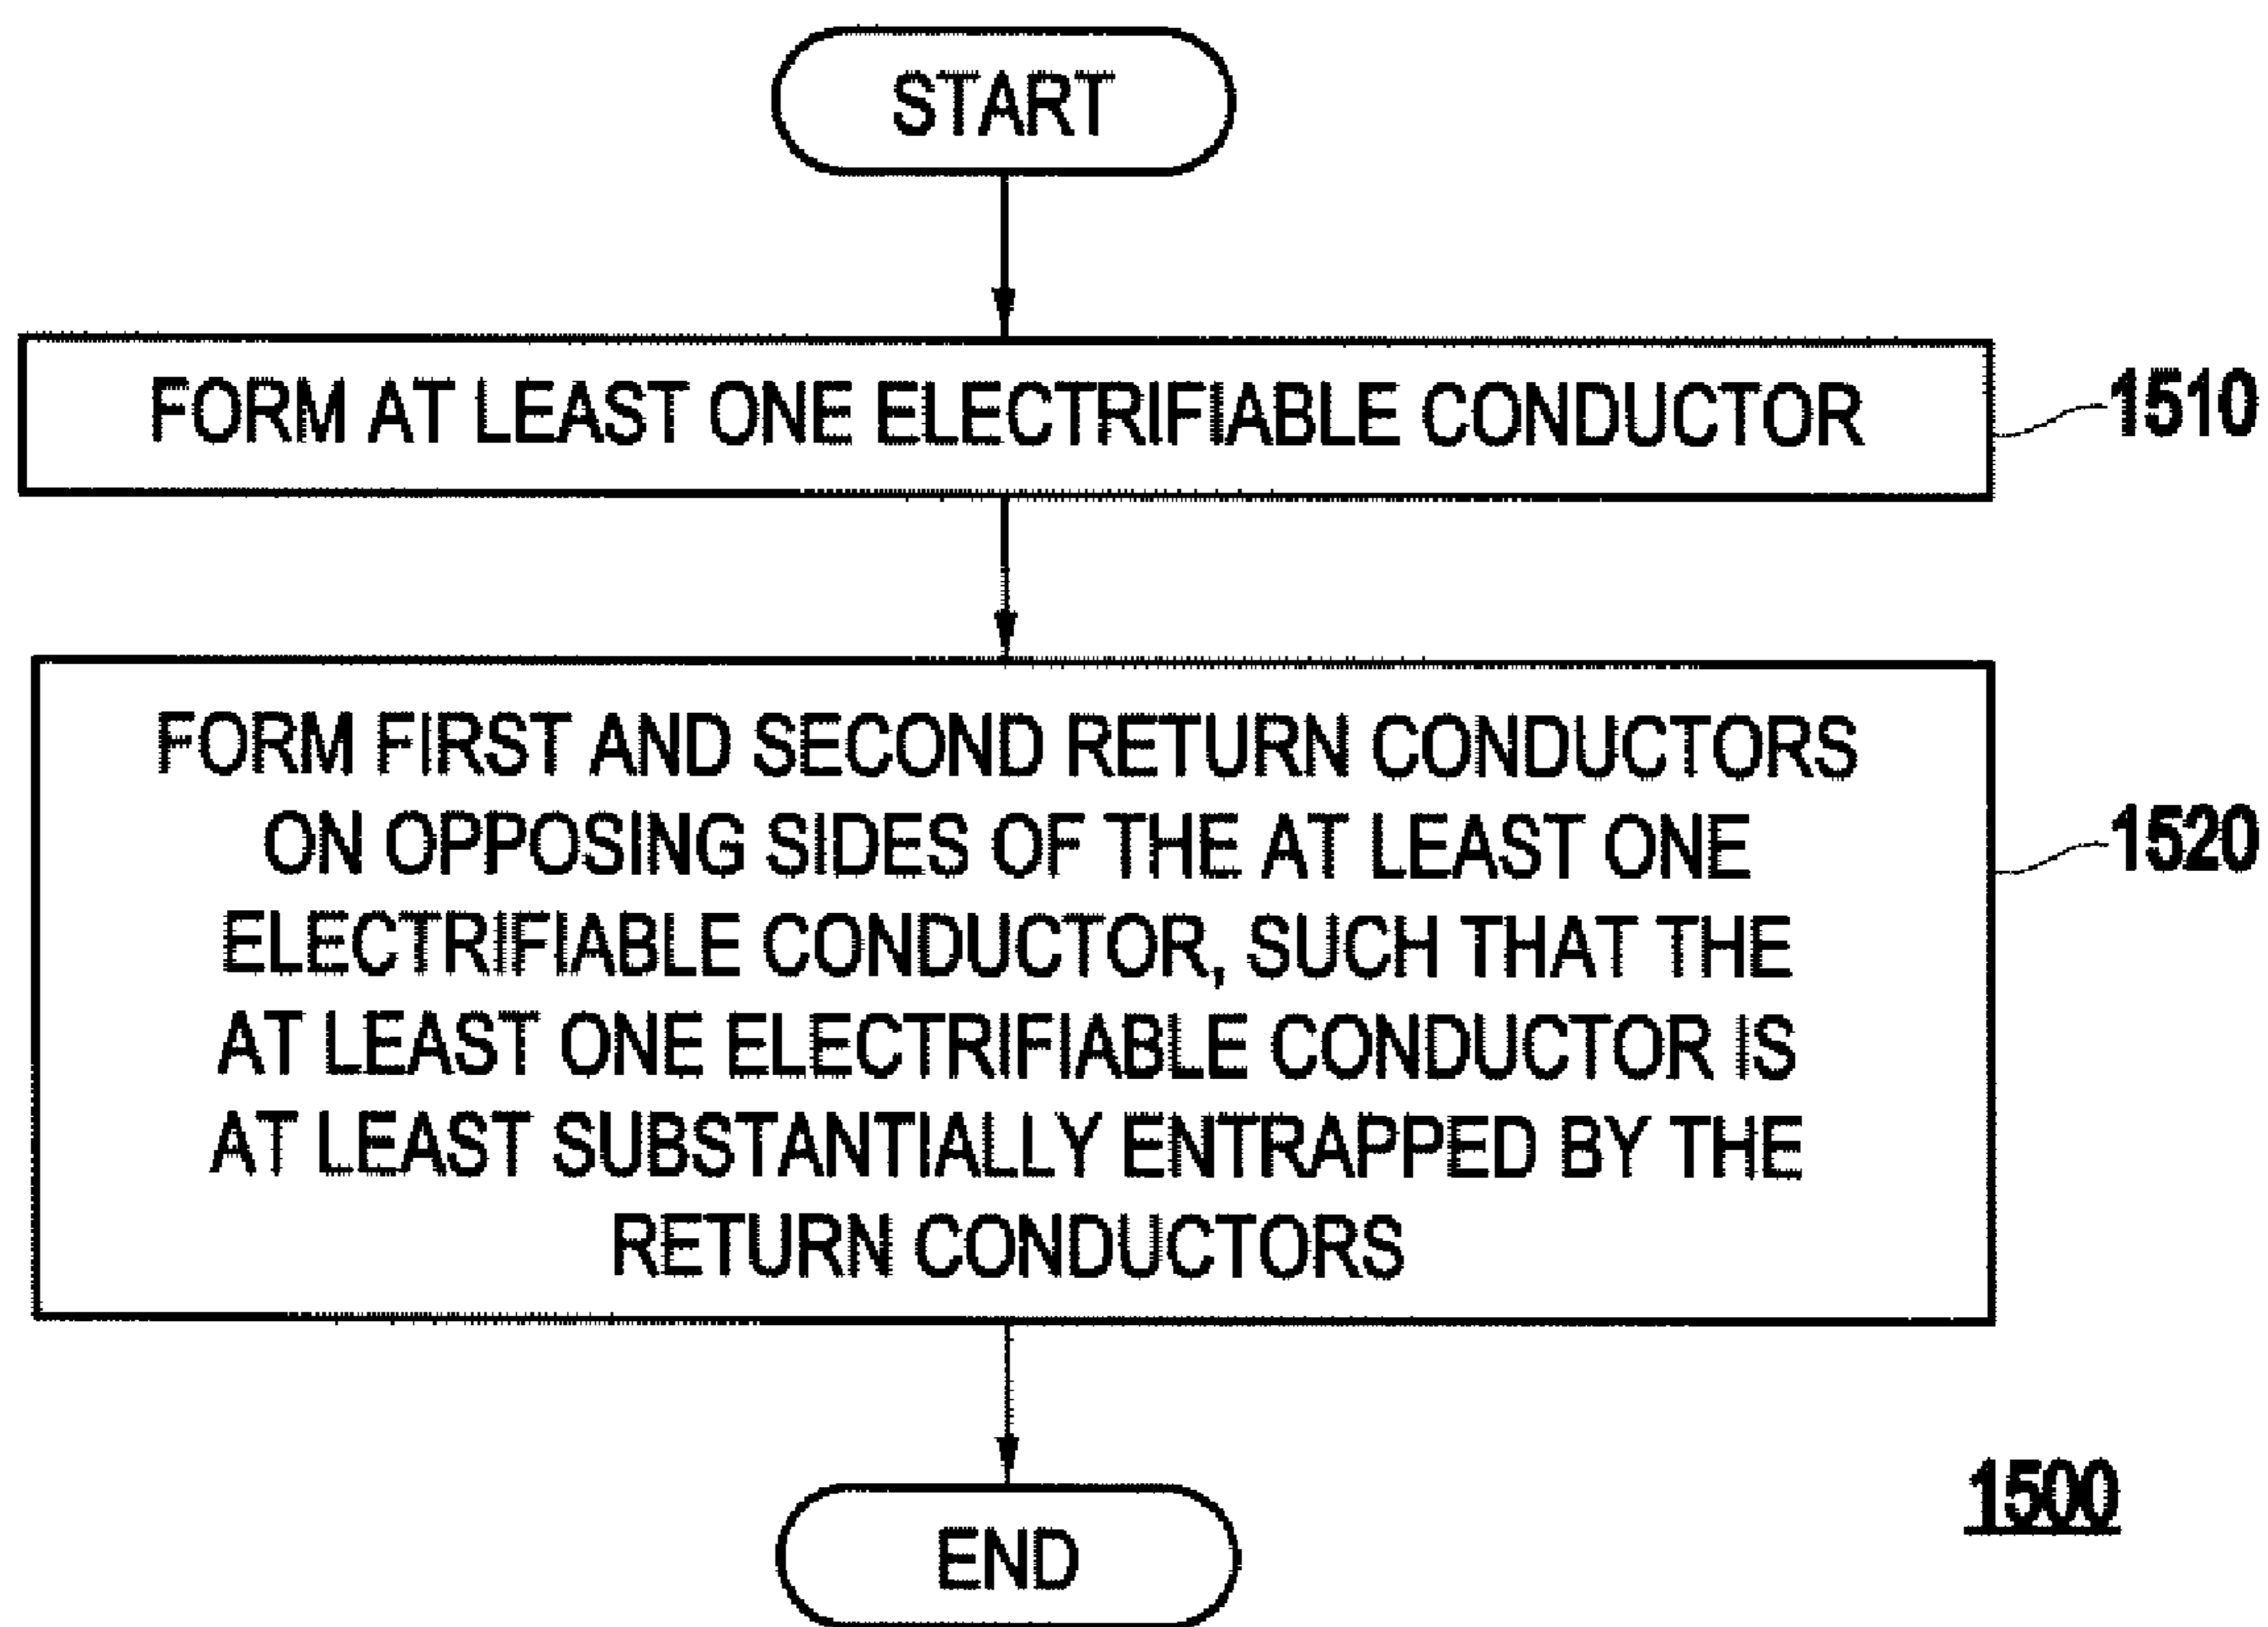 START
FORM AT LEAST ONE ELECTRIFIABLE CONDUCTOR
1510
FORM FIRST AND SECOND RETURN CONDUCTORS
ON OPPOSING SIDES OF THE AT LEAST ONE
ELECTRIFIABLE CONDUCTOR, SUCH THAT THE
AT LEAST ONE ELECTRIFIABLE CONDUCTOR IS
AT LEAST SUBSTANTIALLY ENTRAPPED BY THE
RETURN CONDUCTORS
1520
END
1500